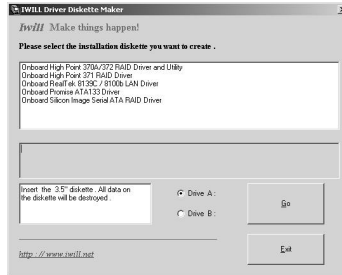 IWILL Driver Diskette Maker
Iwill Make things happen!
Please select the installation diskette you want to create .
Onboard High Point 370A/372 RAID Driver and Utility
Onboard High Point 371 RAID Driver
Onboard RealTek 8139C / 8100b LAN Driver
Onboard Promise ATA133 Driver
Onboard Silicon Image Serial ATA RAID Driver
Insert the 3.5" diskette . All data on
the diskette will be destroyed .
Drive A :
Drive B :
Go
Exit
http : // www.iwill.net